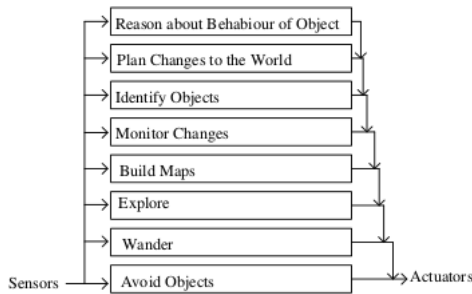 Reason about Behabiour of Object
Plan Changes to the World
Identify Objects
Monitor Changes
Build Maps
Explore
Wander
Avoid Objects
Sensors
Actuators